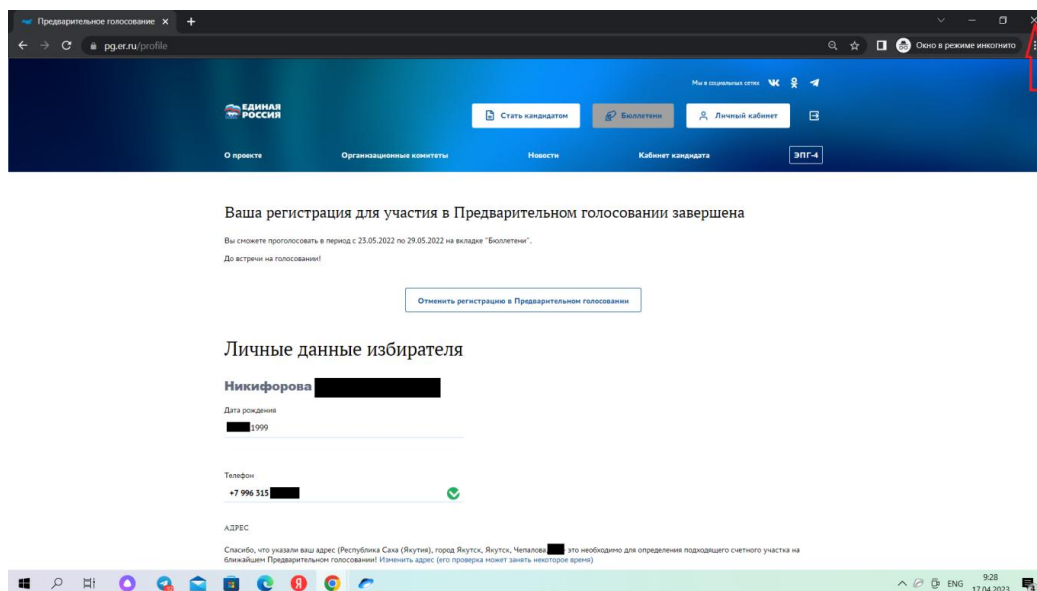 Предварительное голосование
pg.er.ru/profile
Окно в режиме инкогнито
Мы в социальных сетях
ЕДИНАЯ
РОССИЯ
Стать кандидатом
Бюллетени
Личный кабинет
О проекте
Организационные комитеты
Новости
Кабинет кандидата
ЭПГ-4
Ваша регистрация для участия в Предварительном голосовании завершена
Вы сможете проголосовать в период с 23.05.2022 по 29.05.2022 на вкладке "Бюллетени".
До встречи на голосовании!
Отменить регистрацию в Предварительном голосовании
Личные данные избирателя
Никифорова
Дата рождения
1999
Телефон
+7 996 315
АДРЕС
Спасибо, что указали ваш адрес (Республика Саха (Якутия), город Якутск, Якутск, Чепалова, это необходимо для определения подходящего счетного участка на
ближайшем Предварительном голосовании! Изменить адрес (его проверка может занять некоторое время)
ENG
9:28
17.04.2023